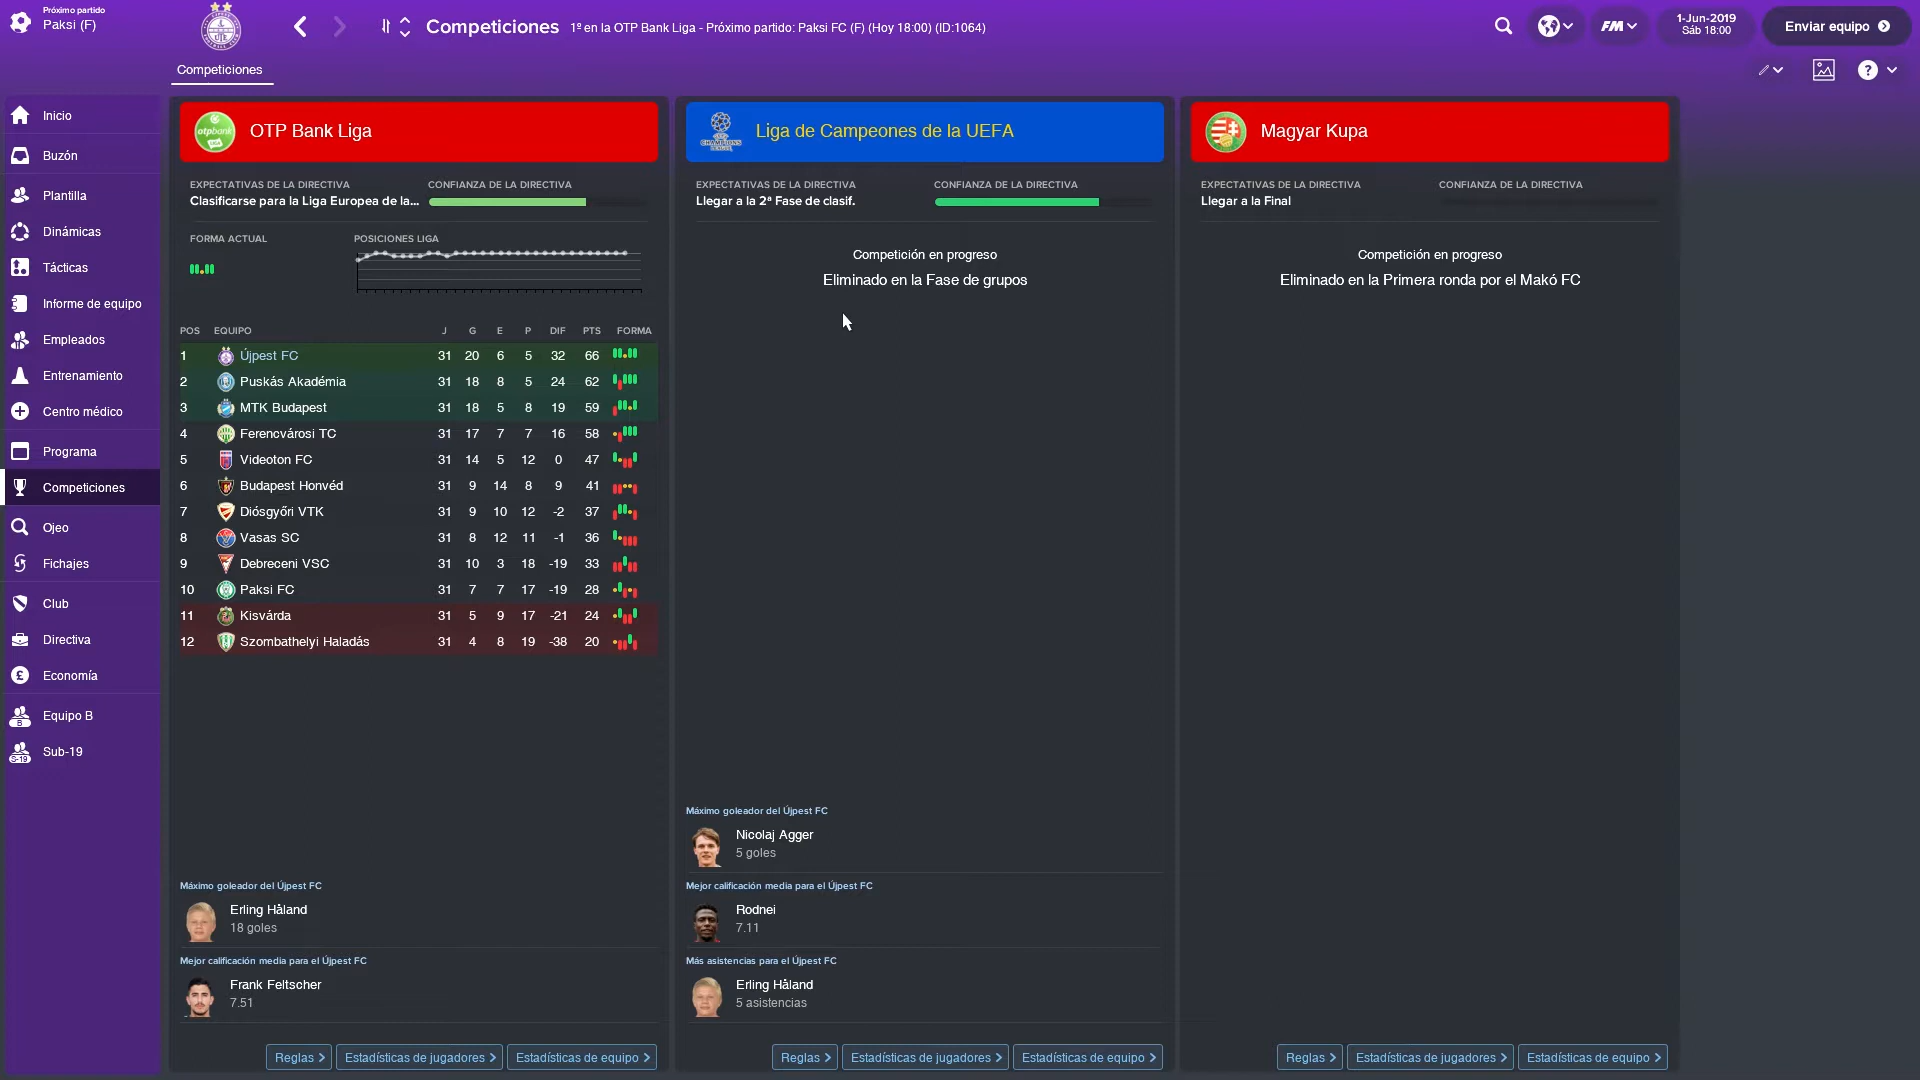 Próximo partido
Paksi (F)
Competiciones
1º en la OTP Bank Liga - Próximo partido: Paksi FC (F) (Hoy 18:00) (ID:1064)
FM
1-Jun-2019
Sáb 18:00
Enviar equipo
Competiciones
Inicio
Buzón
Plantilla
Dinámicas
Tácticas
Informe de equipo
Empleados
Entrenamiento
Centro médico
Programa
Competiciones
Ojeo
Fichajes
Club
Directiva
Economía
Equipo B
Sub-19
OTP Bank Liga
EXPECTATIVAS DE LA DIRECTIVA
Clasificarse para la Liga Europea de la...
CONFIANZA DE LA DIRECTIVA
FORMA ACTUAL
POSICIONES LIGA
POS EQUIPO J G E P DIF PTS FORMA
1 Újpest FC 31 20 6 5 32 66
2 Puskás Akadémia 31 18 8 5 24 62
3 MTK Budapest 31 18 5 8 19 59
4 Ferencvárosi TC 31 17 7 7 16 58
5 Videoton FC 31 14 5 12 0 47
6 Budapest Honvéd 31 9 14 8 9 41
7 Diósgyőri VTK 31 9 10 12 -2 37
8 Vasas SC 31 8 12 11 -1 36
9 Debreceni VSC 31 10 3 18 -19 33
10 Paksi FC 31 7 7 17 -19 28
11 Kisvárda 31 5 9 17 -21 24
12 Szombathelyi Haladás 31 4 8 19 -38 20
Máximo goleador del Újpest FC
Erling Håland
18 goles
Mejor calificación media para el Újpest FC
Frank Feltscher
7.51
Reglas
Estadísticas de jugadores
Estadísticas de equipo
Liga de Campeones de la UEFA
EXPECTATIVAS DE LA DIRECTIVA
Llegar a la 2ª Fase de clasif.
CONFIANZA DE LA DIRECTIVA
Competición en progreso
Eliminado en la Fase de grupos
Máximo goleador del Újpest FC
Nicolaj Agger
5 goles
Mejor calificación media para el Újpest FC
Rodnei
7.11
Más asistencias para el Újpest FC
Erling Håland
5 asistencias
Reglas
Estadísticas de jugadores
Estadísticas de equipo
Magyar Kupa
EXPECTATIVAS DE LA DIRECTIVA
Llegar a la Final
CONFIANZA DE LA DIRECTIVA
Competición en progreso
Eliminado en la Primera ronda por el Makó FC
Reglas
Estadísticas de jugadores
Estadísticas de equipo